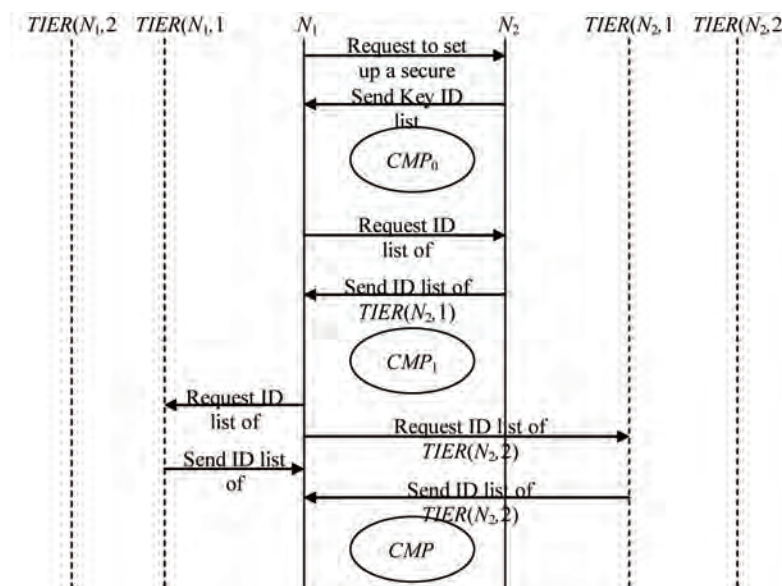 TIER(N₁,2 TIER(N₁,1 N₁ N₂ TIER(N₂,1 TIER(N₂,2
Request to set
up a secure
Send Key ID
list
CMP₀
Request ID
list of
Send ID list of
TIER(N₂,1)
CMP₁
Request ID
list of
Request ID list of
TIER(N₂,2)
Send ID list
of
Send ID list of
TIER(N₂,2)
CMP